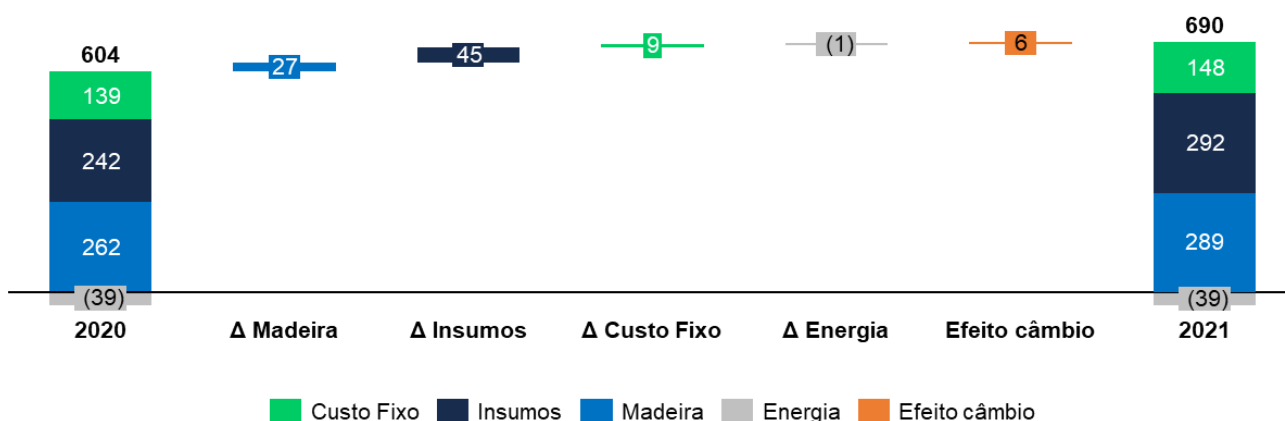 604
139
242
262
(39)
27
45
9
(1)
6
690
148
292
289
(39)
2020
Δ Madeira
Δ Insumos
Δ Custo Fixo
Δ Energia
Efeito câmbio
2021
Custo Fixo
Insumos
Madeira
Energia
Efeito câmbio